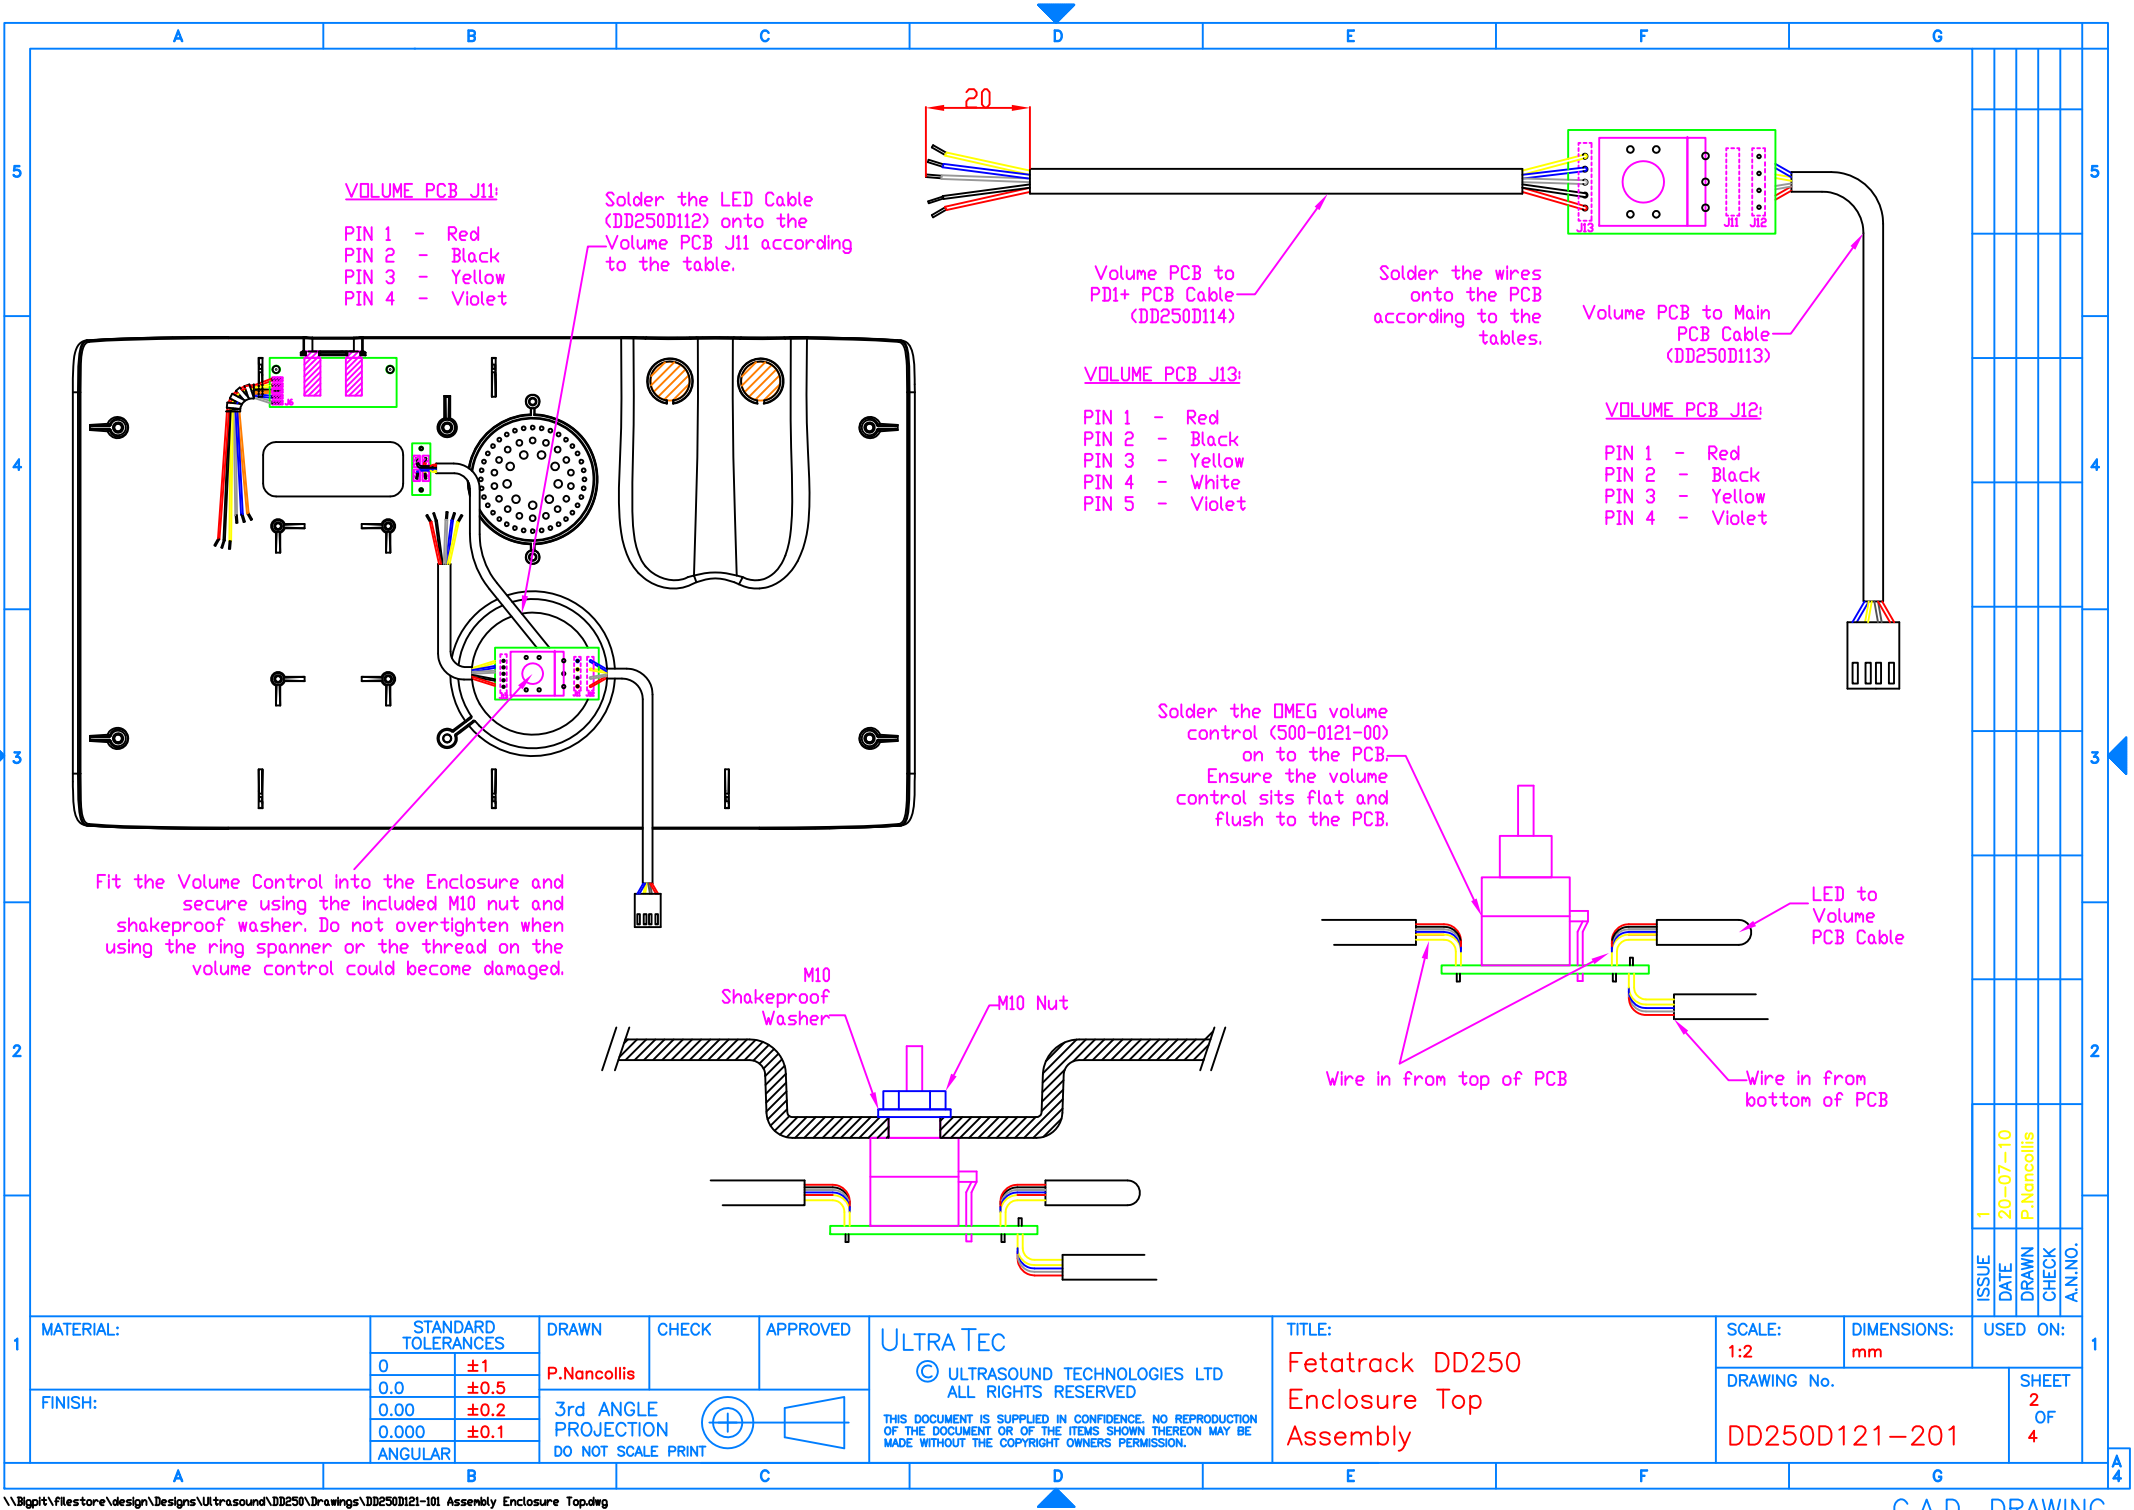 A B C D E F G
20
5
5
VOLUME PCB J11:
PIN 1 - Red
PIN 2 - Black
PIN 3 - Yellow
PIN 4 - Violet
Solder the LED Cable
(DD250D112) onto the
Volume PCB J11 according
to the table.
J13
J11
J12
Volume PCB to
PD1+ PCB Cable
(DD250D114)
Solder the wires
onto the PCB
according to the
tables.
Volume PCB to Main
PCB Cable
(DD250D113)
VOLUME PCB J13:
PIN 1 - Red
PIN 2 - Black
PIN 3 - Yellow
PIN 4 - White
PIN 5 - Violet
VOLUME PCB J12:
PIN 1 - Red
PIN 2 - Black
PIN 3 - Yellow
PIN 4 - Violet
J6
4
4
3
3
Solder the OMEG volume
control (500-0121-00)
on to the PCB.
Ensure the volume
control sits flat and
flush to the PCB.
Fit the Volume Control into the Enclosure and
secure using the included M10 nut and
shakeproof washer. Do not overtighten when
using the ring spanner or the thread on the
volume control could become damaged.
LED to
Volume
PCB Cable
M10
Shakeproof
Washer
M10 Nut
2
2
Wire in from top of PCB
Wire in from
bottom of PCB
1
20-07-10
P.Nancollis
ISSUE
DATE
DRAWN
CHECK
A.N.NO.
1
1
MATERIAL:
FINISH:
STANDARD
TOLERANCES
0 ±1
0.0 ±0.5
0.00 ±0.2
0.000 ±0.1
ANGULAR
DRAWN
P.Nancollis
CHECK
APPROVED
3rd ANGLE
PROJECTION
DO NOT SCALE PRINT
ULTRA TEC
© ULTRASOUND TECHNOLOGIES LTD
ALL RIGHTS RESERVED
THIS DOCUMENT IS SUPPLIED IN CONFIDENCE. NO REPRODUCTION
OF THE DOCUMENT OR OF THE ITEMS SHOWN THEREON MAY BE
MADE WITHOUT THE COPYRIGHT OWNERS PERMISSION.
TITLE:
Fetatrack DD250
Enclosure Top
Assembly
SCALE:
1:2
DIMENSIONS:
mm
USED ON:
DRAWING No.
DD250D121-201
SHEET
2
OF
4
A B C D E F G
A
4
\\Bigpit\filestore\design\Designs\Ultrasound\DD250\Drawings\DD250D121-101 Assembly Enclosure Top.dwg
C.A.D. DRAWING